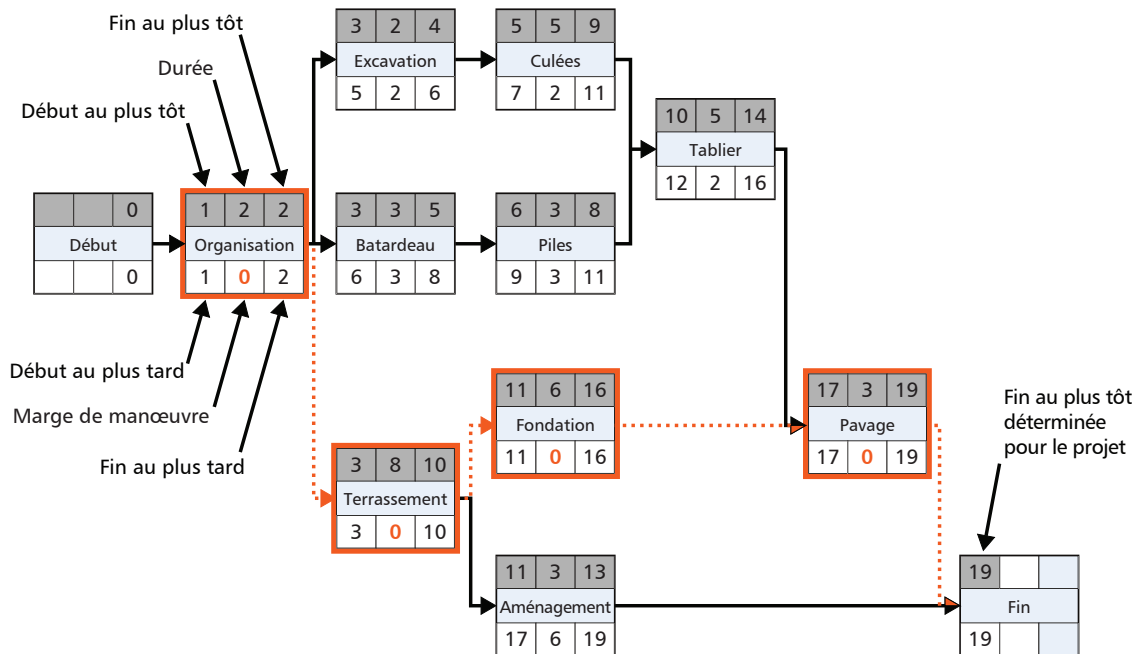 Fin au plus tôt
Durée
Début au plus tôt
3 2 4
Excavation
5 2 6
5 5 9
Culées
7 2 11
10 5 14
Tablier
12 2 16
0
Début
0
1 2 2
Organisation
1 0 2
3 3 5
Batardeau
6 3 8
6 3 8
Piles
9 3 11
Début au plus tard
Marge de manœuvre
Fin au plus tard
11 6 16
Fondation
11 0 16
17 3 19
Pavage
17 0 19
Fin au plus tôt
déterminée
pour le projet
3 8 10
Terrassement
3 0 10
11 3 13
Aménagement
17 6 19
19
Fin
19